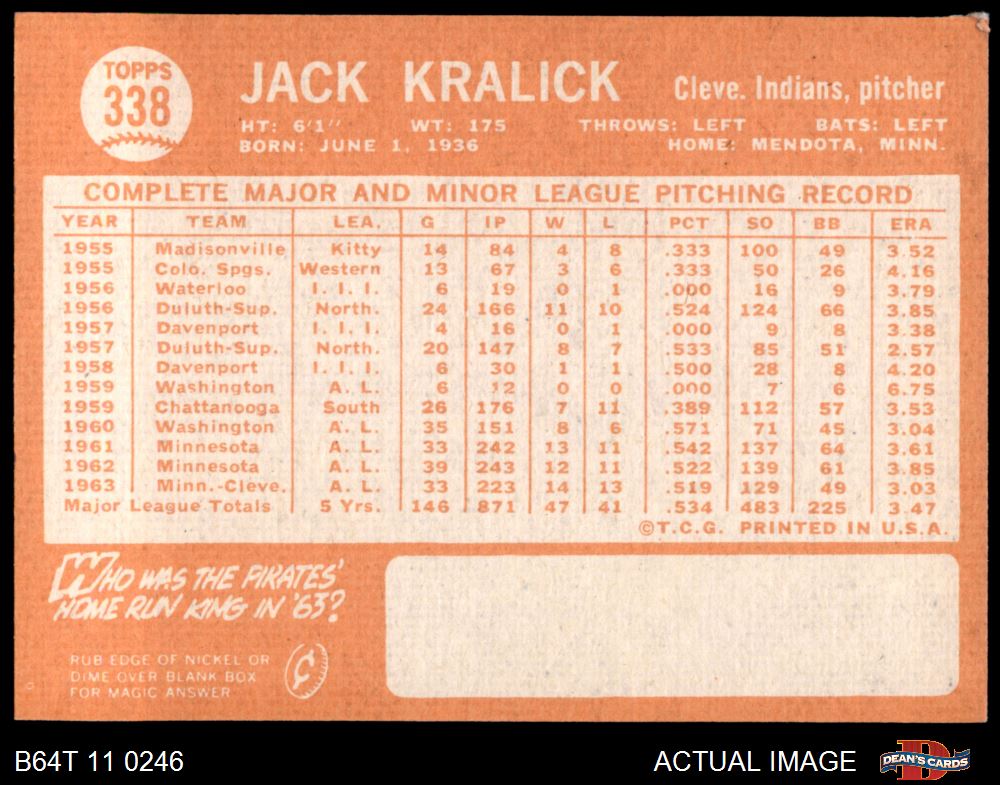 TOPPS
338
JACK KRALICK
Cleve. Indians, pitcher
HT: 6'1" WT: 175 THROWS: LEFT BATS: LEFT
BORN: JUNE 1, 1936 HOME: MENDOTA, MINN.
COMPLETE MAJOR AND MINOR LEAGUE PITCHING RECORD
YEAR TEAM LEA. G IP W L PCT SO BB ERA
1955 Madisonville Kitty 14 84 4 8 .333 100 49 3.52
1955 Colo. Spgs. Western 13 67 3 6 .333 50 26 4.16
1956 Waterloo I. I. I. 6 19 0 1 .000 16 9 3.79
1956 Duluth-Sup. North. 24 166 11 10 .524 124 66 3.85
1957 Davenport I. I. I. 4 16 0 1 .000 9 8 3.38
1957 Duluth-Sup. North. 20 147 8 7 .533 85 51 2.57
1958 Davenport I. I. I. 6 30 1 1 .500 28 8 4.20
1959 Washington A. L. 6 12 0 0 .000 7 6 6.75
1959 Chattanooga South 26 176 7 11 .389 112 57 3.53
1960 Washington A. L. 35 151 8 6 .571 71 45 3.04
1961 Minnesota A. L. 33 242 13 11 .542 137 64 3.61
1962 Minnesota A. L. 39 243 12 11 .522 139 61 3.85
1963 Minn.-Cleve. A. L. 33 223 14 13 .519 129 49 3.03
Major League Totals 5 Yrs. 146 871 47 41 .534 483 225 3.47
©T.C.G. PRINTED IN U.S.A.
WHO WAS THE PIRATES'
HOME RUN KING IN '63?
RUB EDGE OF NICKEL OR
DIME OVER BLANK BOX
FOR MAGIC ANSWER
¢
B64T 11 0246
ACTUAL IMAGE
D
DEAN'S CARDS